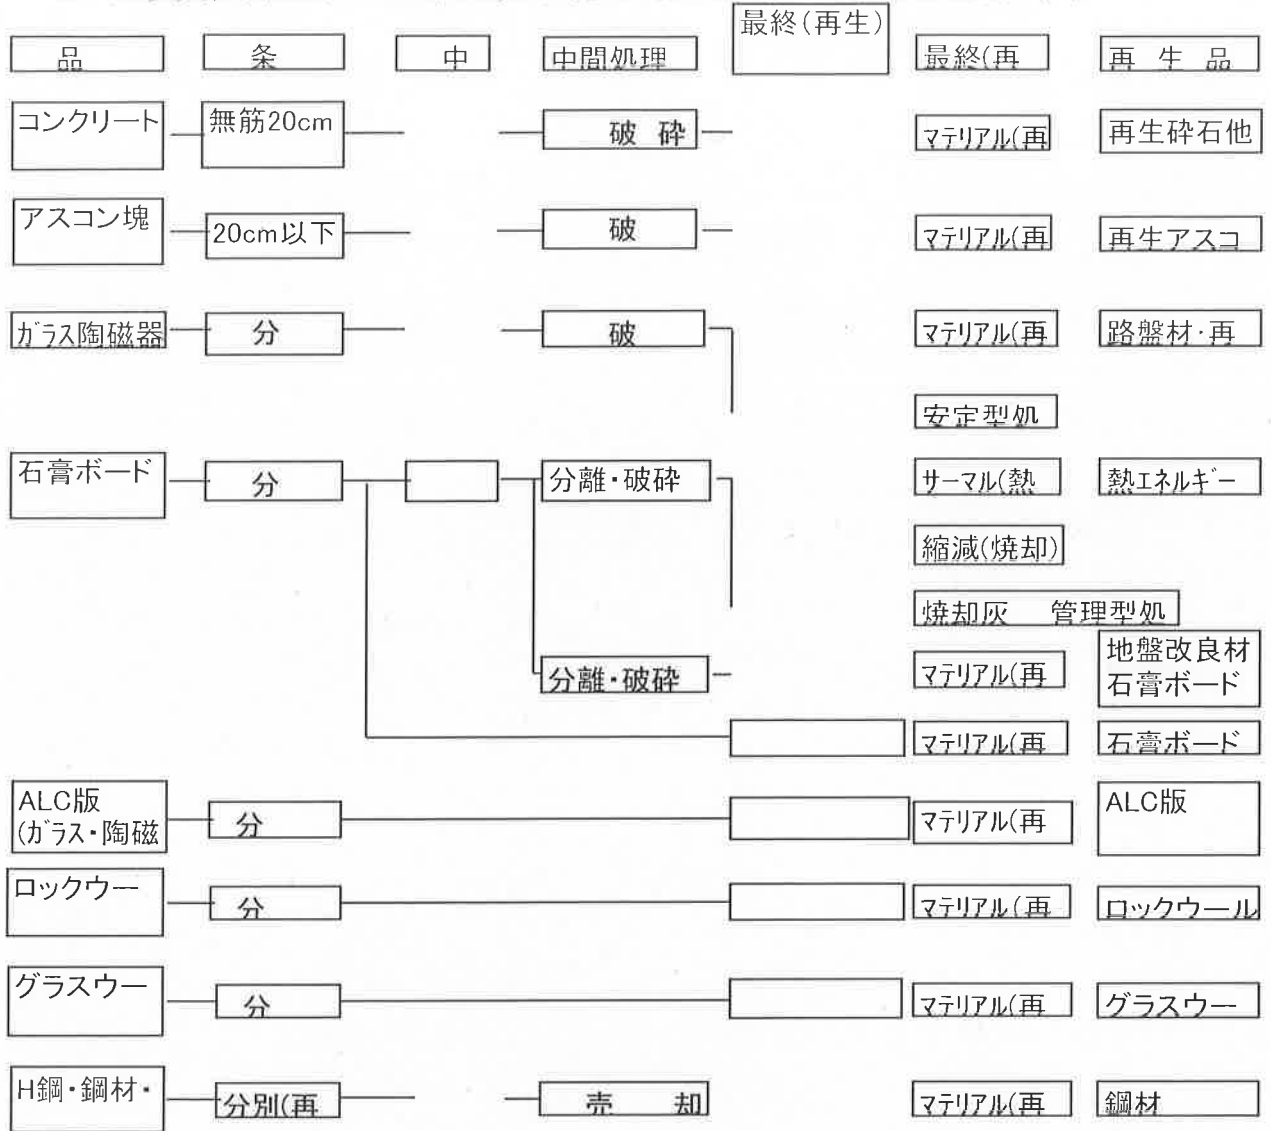 品 条 中 中間処理 最終(再生) 最終(再 再生品
コンクリート 無筋20cm 破砕 マテリアル(再 再生砕石他
アスコン塊 20cm以下 破 マテリアル(再 再生アスコ
ガラス陶磁器 分 破 マテリアル(再 路盤材・再
安定型処
石膏ボード 分 分離・破砕 サーマル(熱 熱エネルギー
縮減(焼却)
焼却灰 管理型処
分離・破砕 マテリアル(再 地盤改良材
石膏ボード
マテリアル(再 石膏ボード
ALC版
(ガラス・陶磁 分 マテリアル(再 ALC版
ロックウー 分 マテリアル(再 ロックウール
グラスウー 分 マテリアル(再 グラスウー
H鋼・鋼材・ 分別(再 売却 マテリアル(再 鋼材